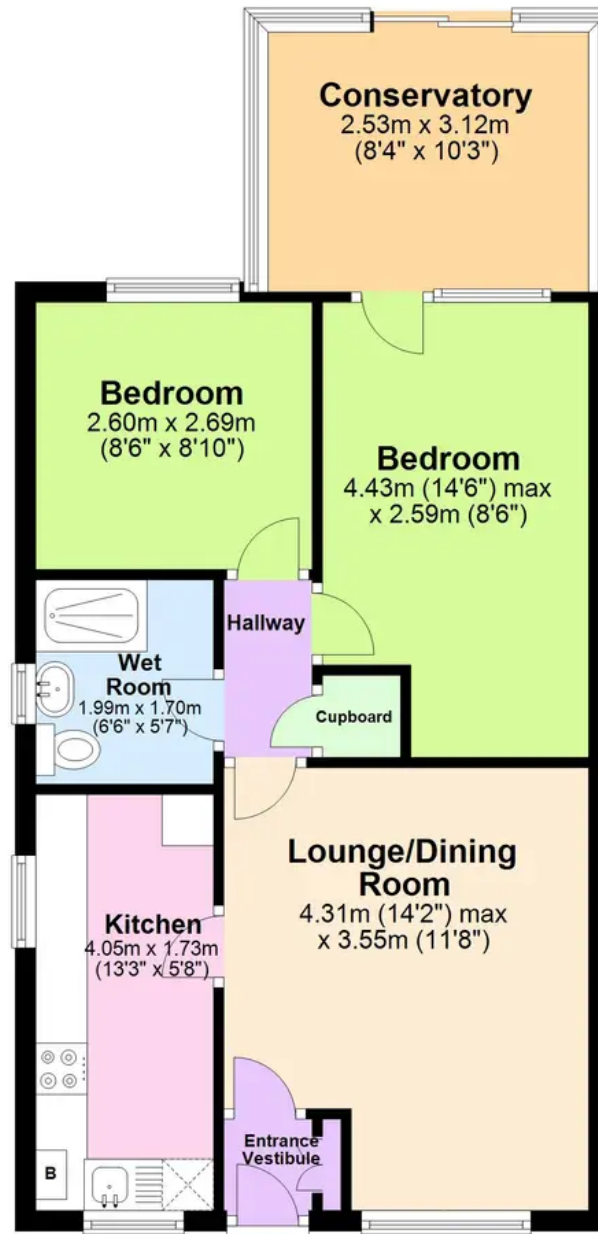 Conservatory
2.53m x 3.12m
(8'4" x 10'3")
Bedroom
2.60m x 2.69m
(8'6" x 8'10")
Bedroom
4.43m (14'6") max
x 2.59m (8'6")
Hallway
Wet
Room
1.99m x 1.70m
(6'6" x 5'7")
Cupboard
Lounge/Dining
Room
4.31m (14'2") max
x 3.55m (11'8")
Kitchen
4.05m x 1.73m
(13'3" x 5'8")
Entrance
Vestibule
B